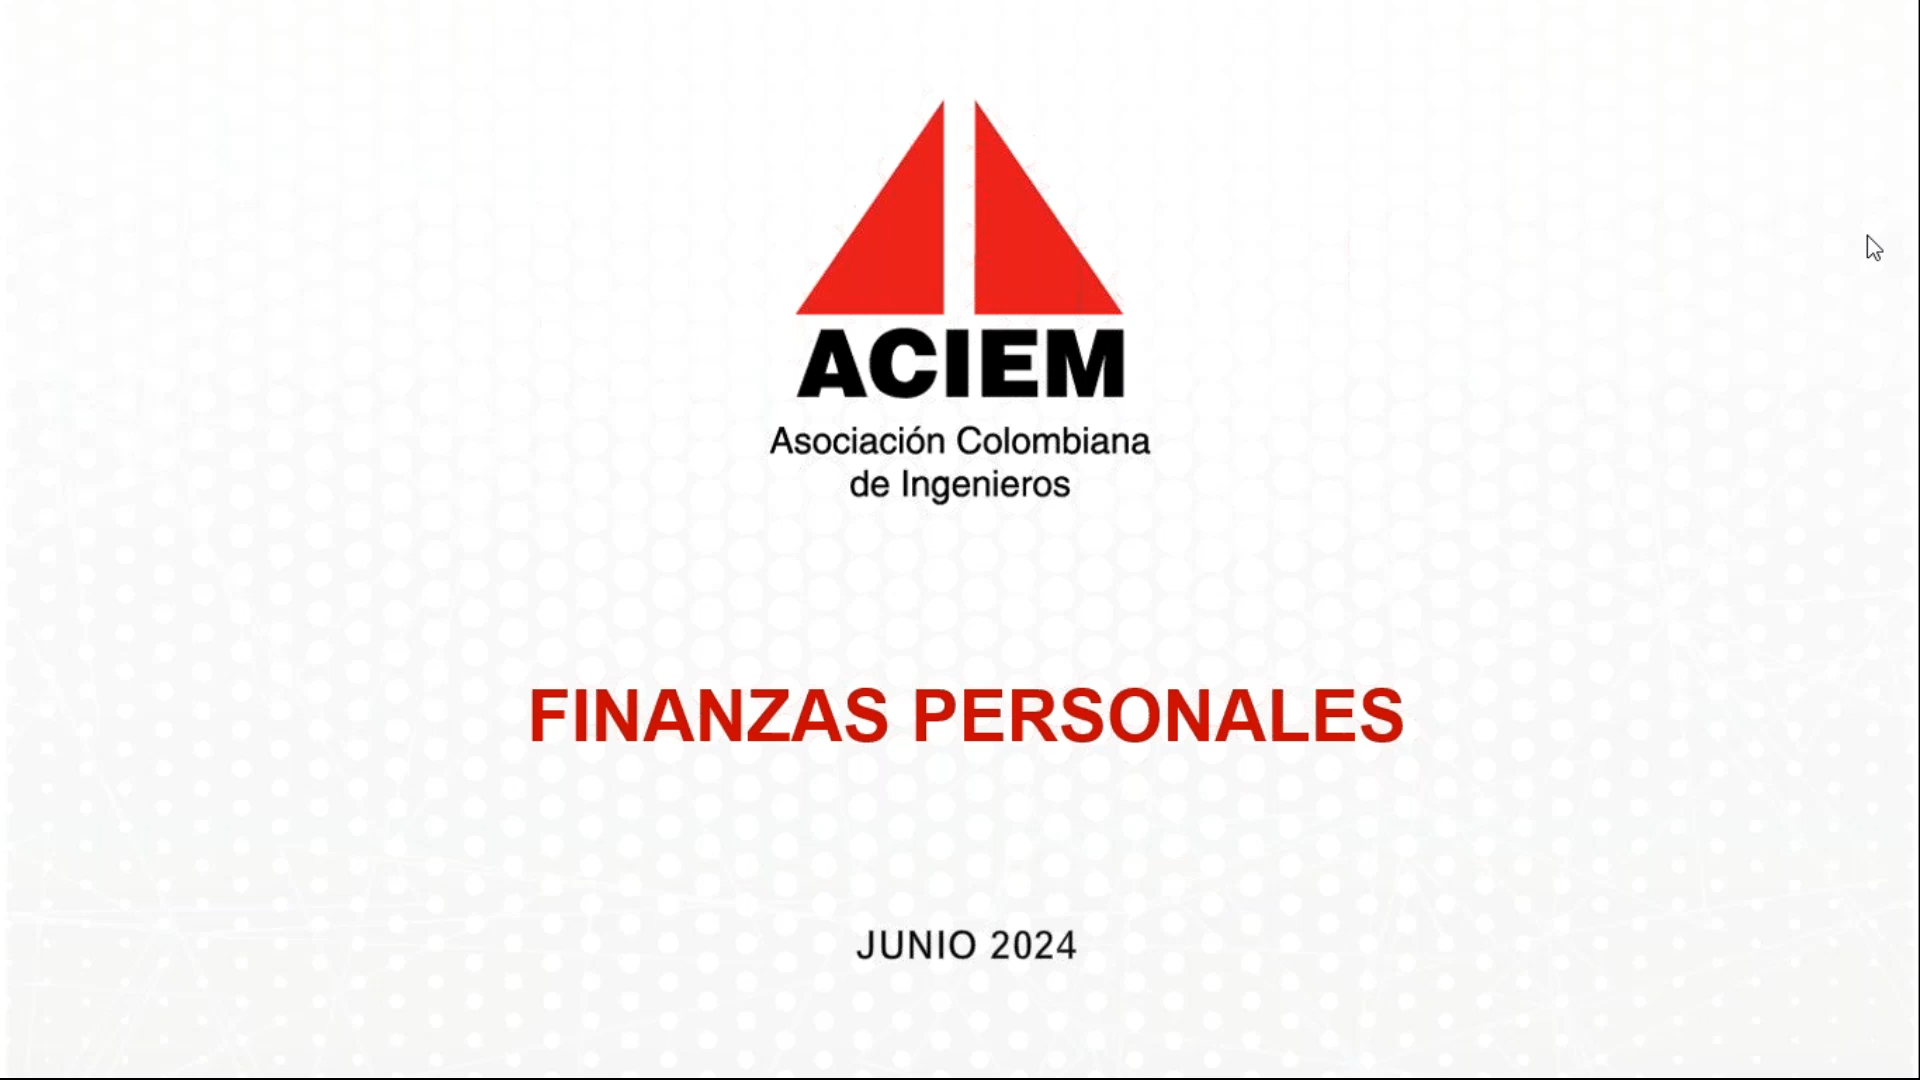 ACIEM
Asociación Colombiana
de Ingenieros
FINANZAS PERSONALES
JUNIO 2024